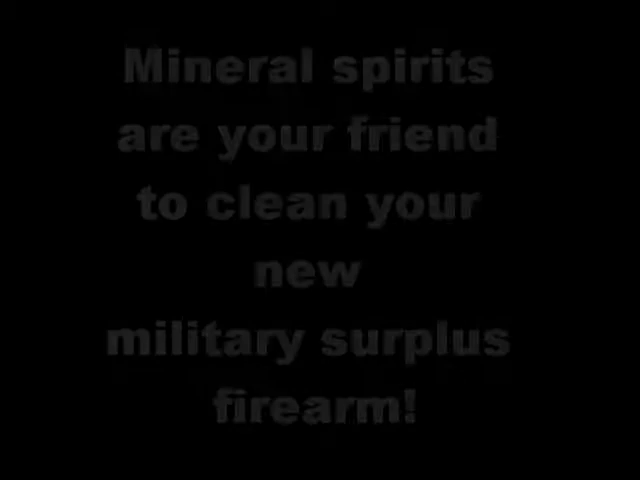 Mineral spirits
are your friend
to clean your
new
military surplus
firearm!